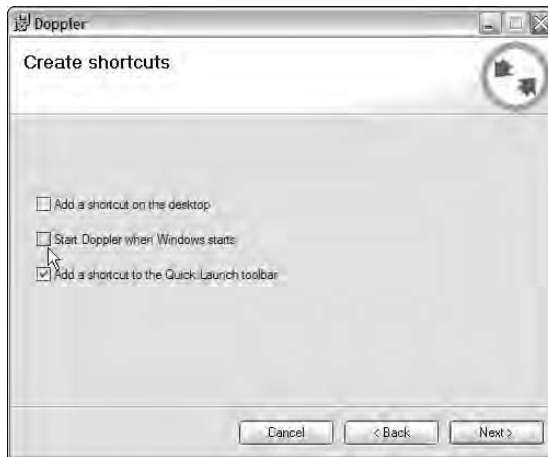 Doppler
Create shortcuts
Add a shortcut on the desktop
Start Doppler when Windows starts
Add a shortcut to the Quick Launch toolbar
Cancel
< Back
Next >